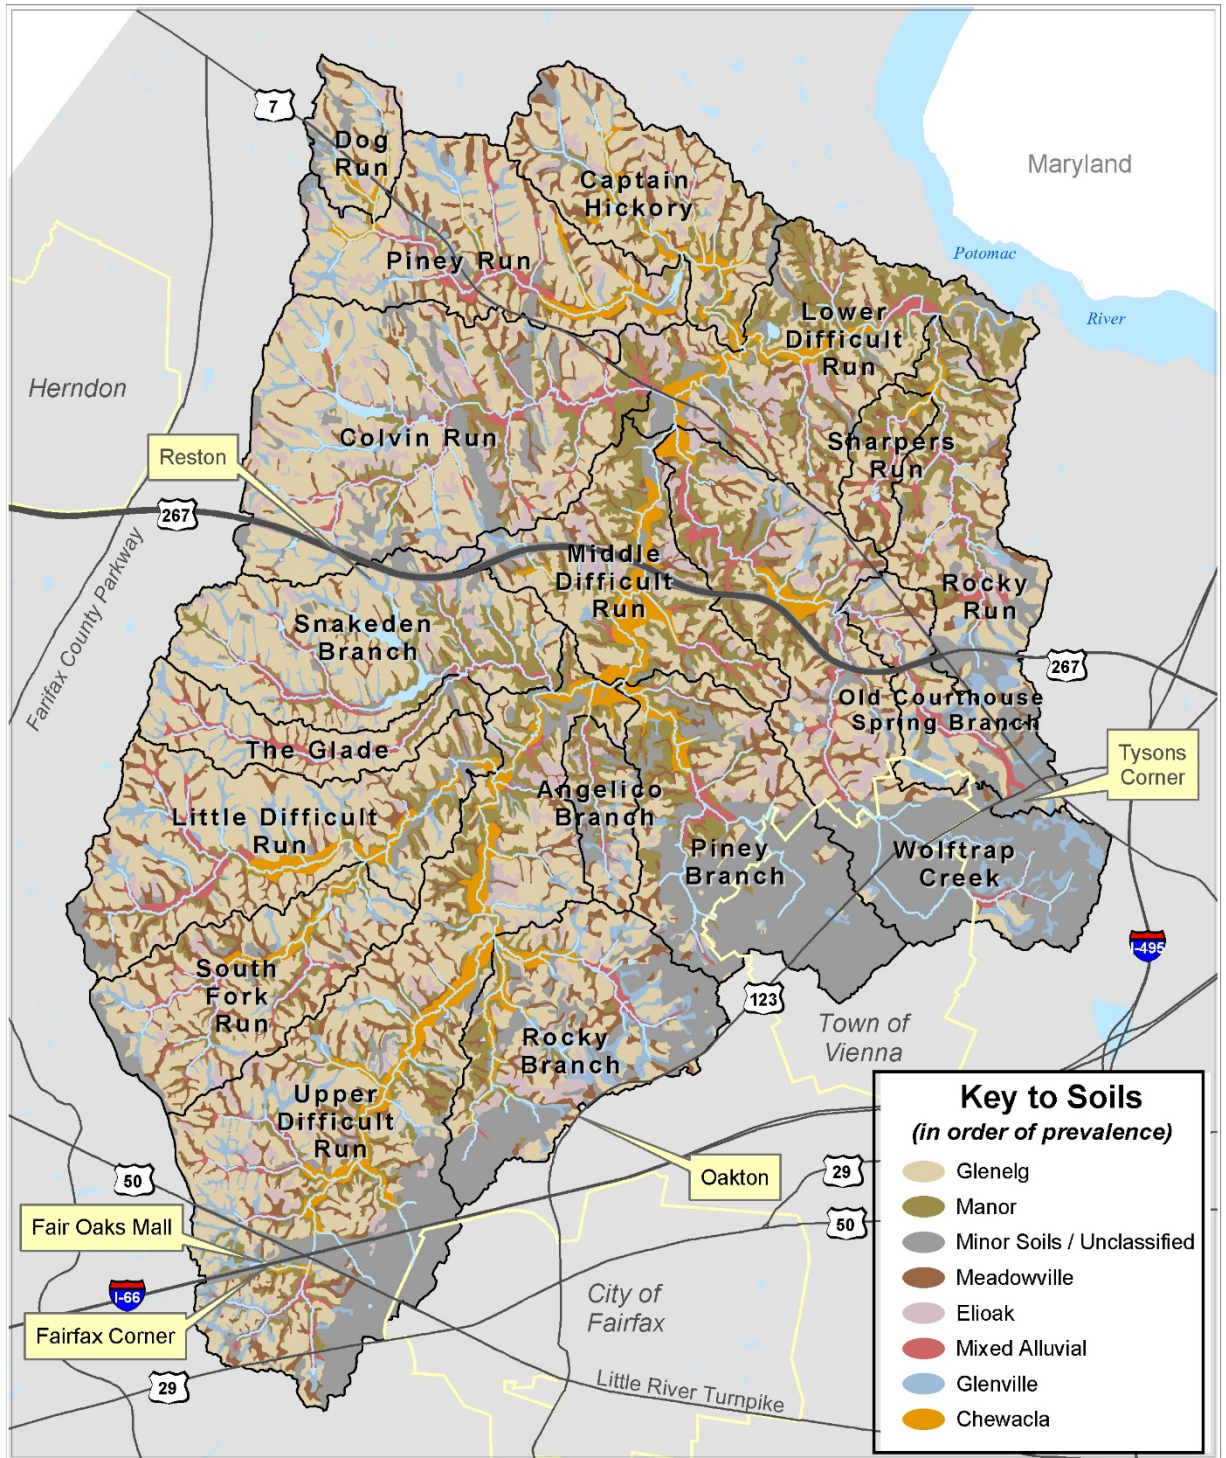 7
Dog
Run
Captain
Hickory
Maryland
Piney Run
Potomac
River
Lower
Difficult
Run
Herndon
Colvin Run
Sharpers
Run
Reston
267
Fairfax County Parkway
Middle
Difficult
Run
Rocky
Run
Snakeden
Branch
267
Old Courthouse
Spring Branch
The Glade
Tysons
Corner
Angelico
Branch
Little Difficult
Run
Piney
Branch
Wolftrap
Creek
I-495
South
Fork
Run
123
Town of
Vienna
Rocky
Branch
Upper
Difficult
Run
Key to Soils
(in order of prevalence)
Glenelg
Manor
Minor Soils / Unclassified
Meadowville
Elioak
Mixed Alluvial
Glenville
Chewacla
50
Oakton
29
50
Fair Oaks Mall
I-66
Fairfax Corner
City of
Fairfax
29
Little River Turnpike